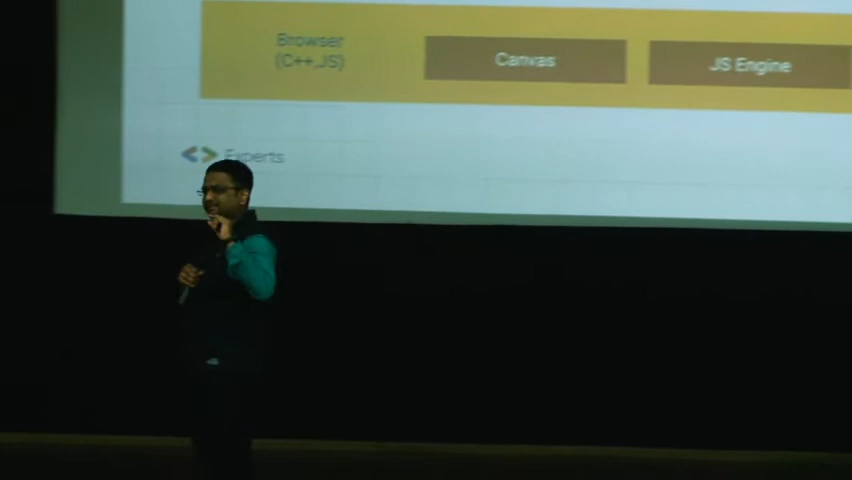 Browser
(C++,JS)
Canvas
JS Engine
Experts